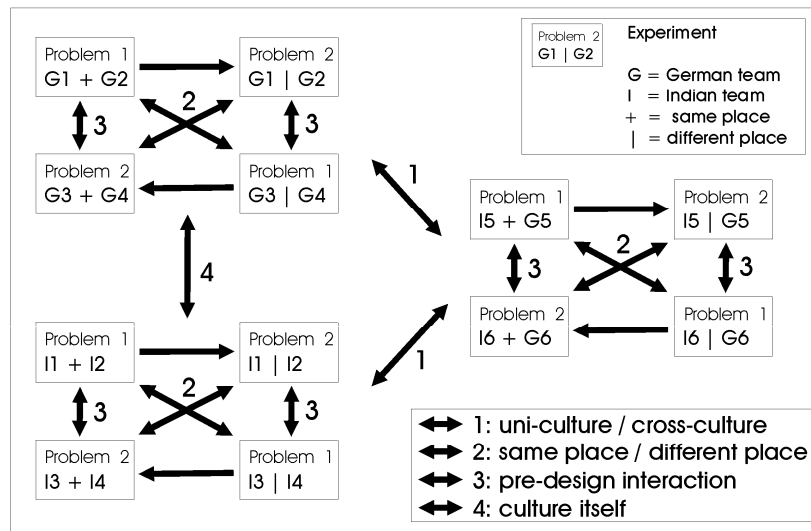 Problem 1
G1 + G2
Problem 2
G1 | G2
2
3
3
Problem 2
G3 + G4
Problem 1
G3 | G4
4
Problem 1
I1 + I2
Problem 2
I1 | I2
2
3
3
Problem 2
I3 + I4
Problem 1
I3 | I4
1
1
Problem 2
G1 | G2
Experiment
G = German team
I = Indian team
+ = same place
| = different place
Problem 1
I5 + G5
Problem 2
I5 | G5
2
3
3
Problem 2
I6 + G6
Problem 1
I6 | G6
1: uni-culture / cross-culture
2: same place / different place
3: pre-design interaction
4: culture itself